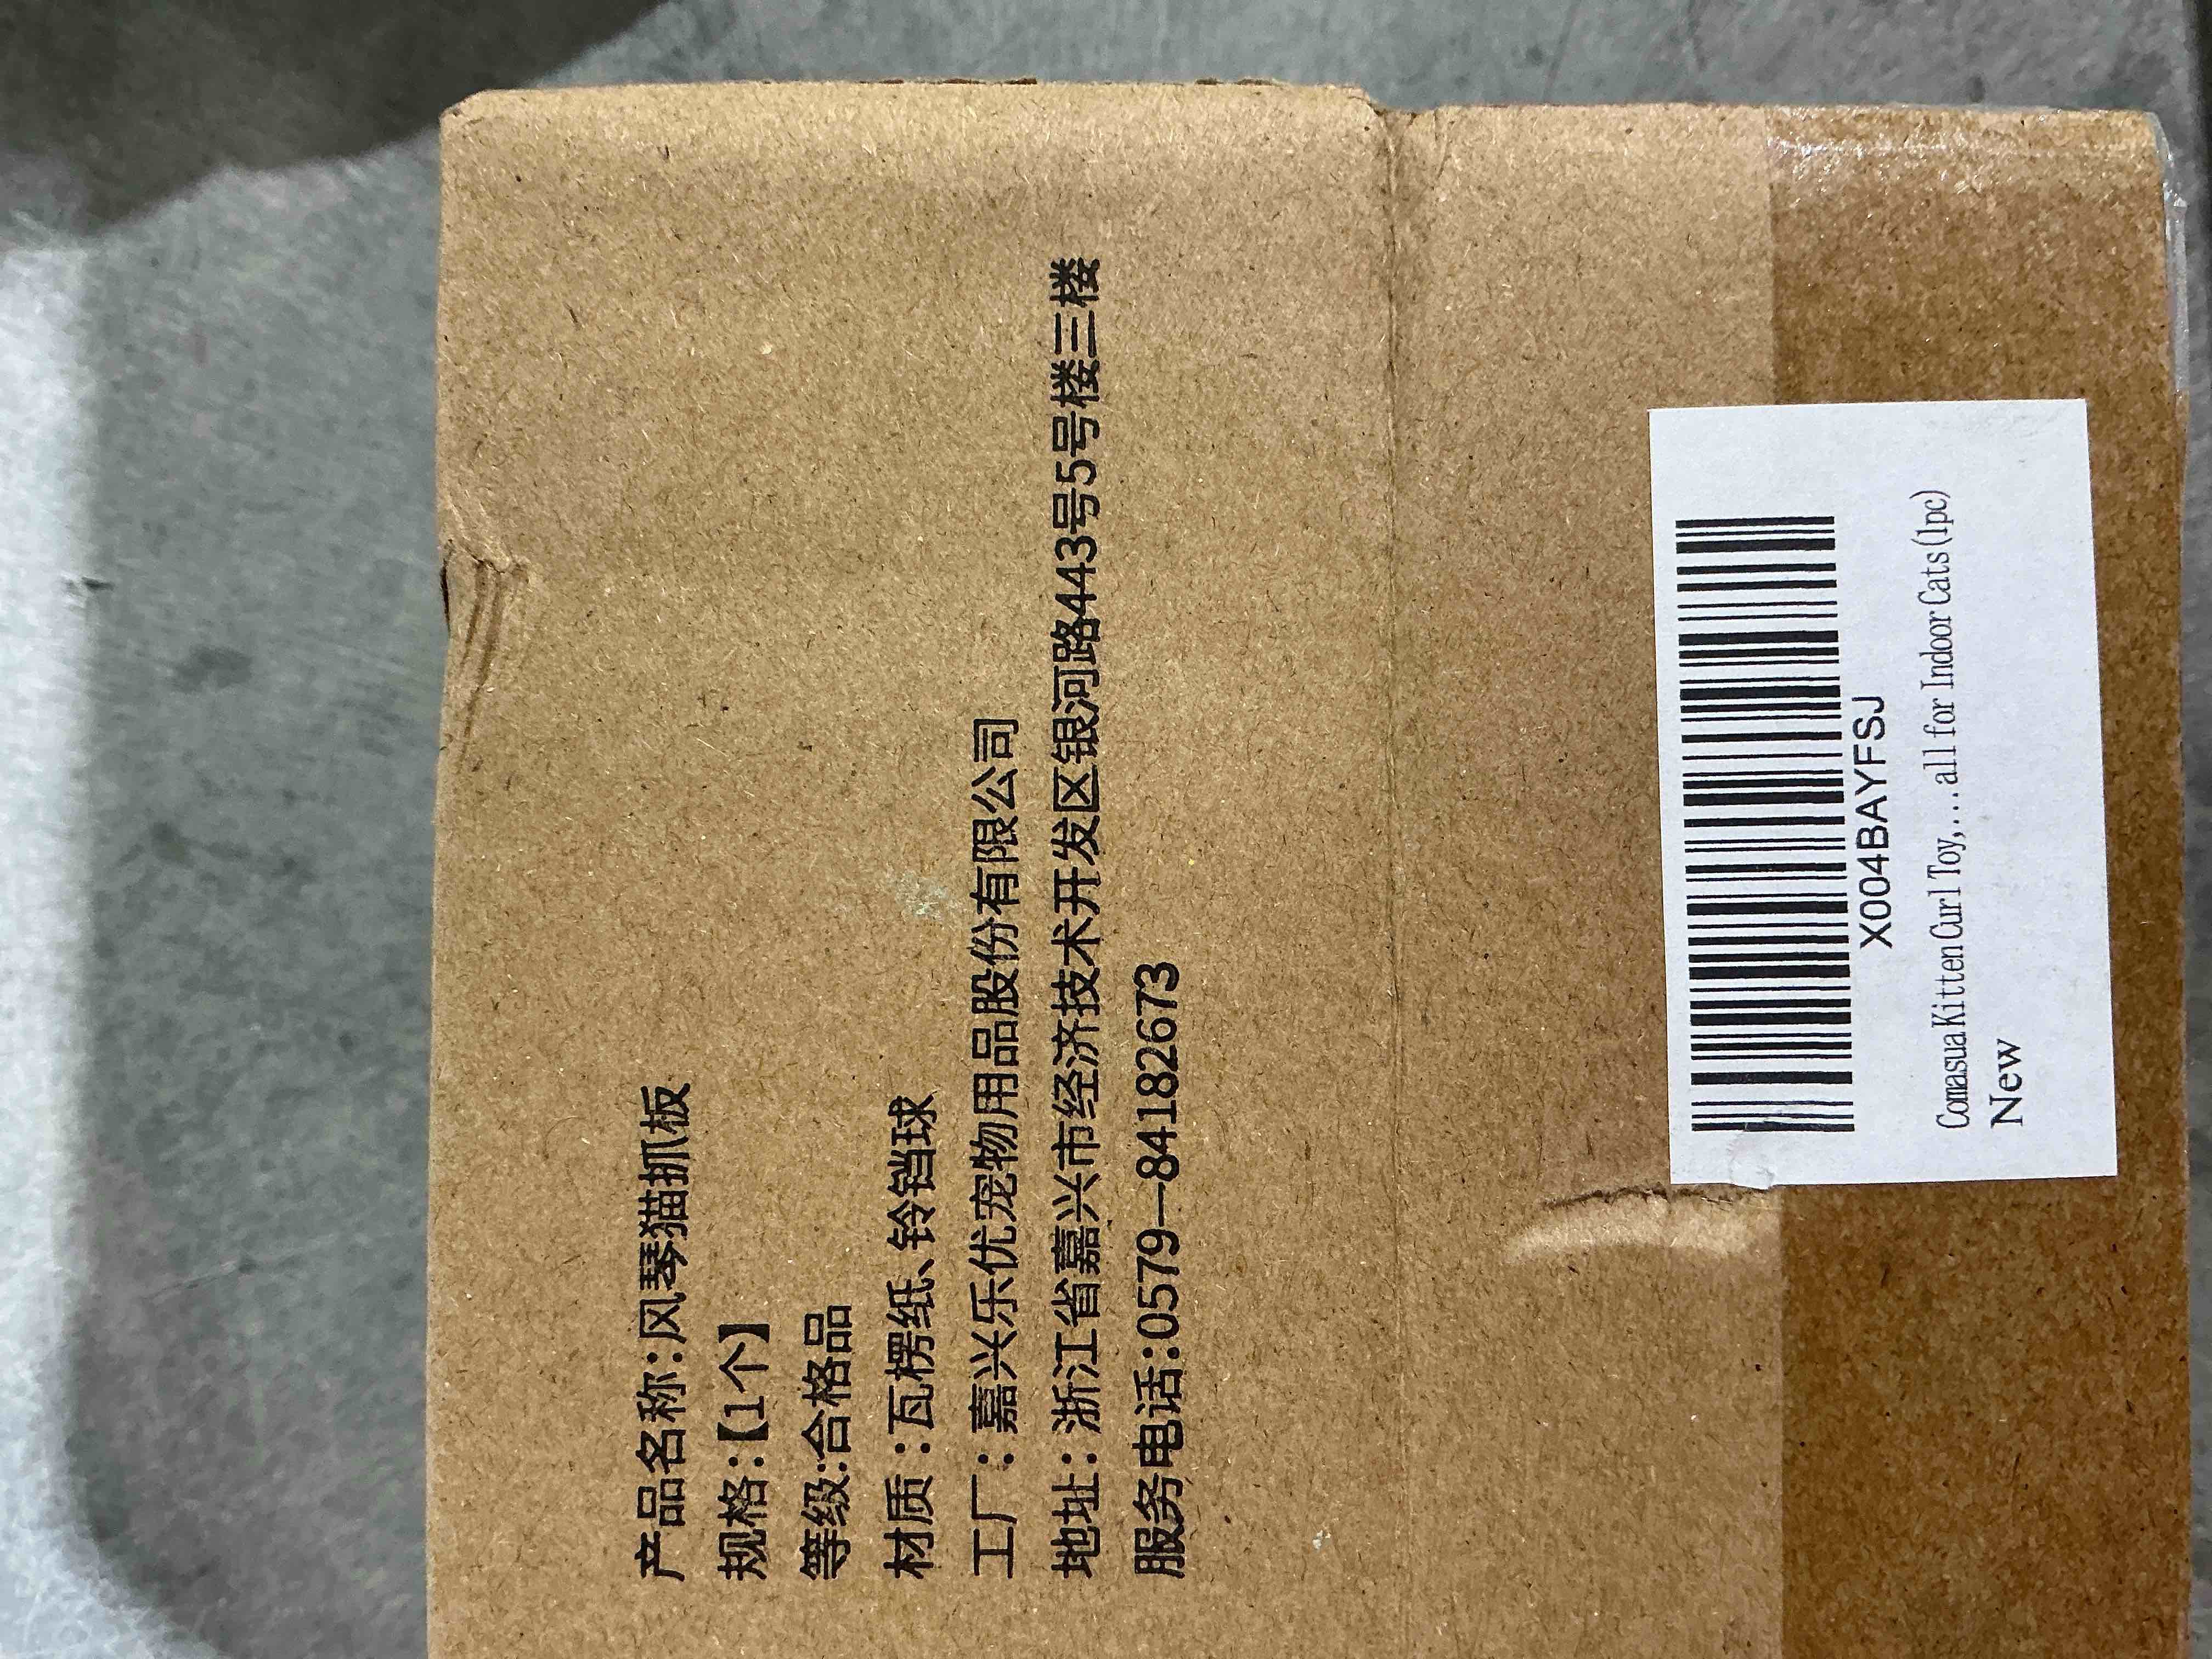 产品名称:风琴猫抓板
规格:【1个】
等级:合格品
材质:瓦楞纸、铃铛球
工厂:嘉兴乐优宠物用品股份有限公司
地址:浙江省嘉兴市经济技术开发区银河路443号5号楼三楼
服务电话:0579—84182673
X004BAYFSJ
Comasua Kitten Curl Toy,...all for Indoor Cats(1pc)
New